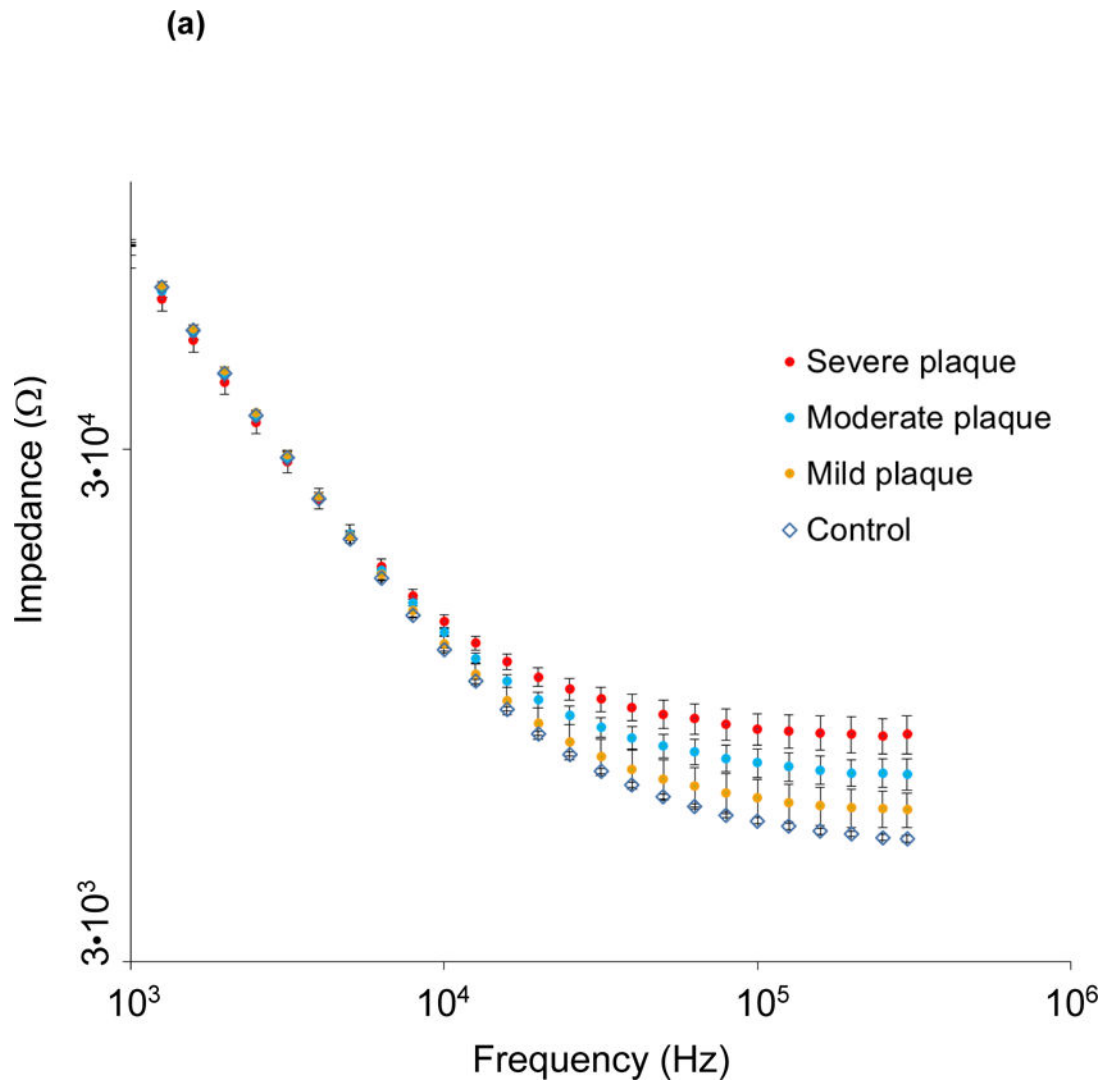 (a)
Impedance (Ω)
3•10⁴
3•10³
Severe plaque
Moderate plaque
Mild plaque
Control
10³ 10⁴ 10⁵ 10⁶
Frequency (Hz)